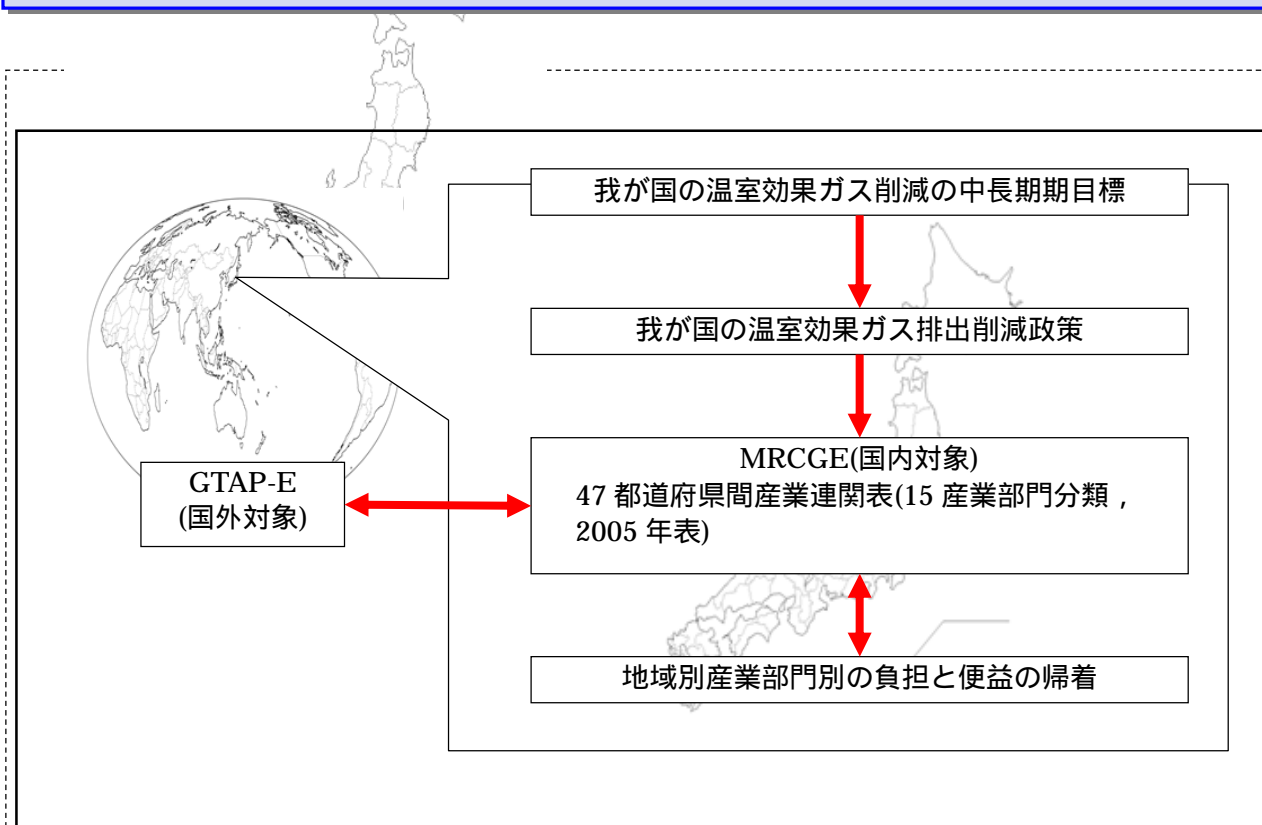 我が国の温室効果ガス削減の中長期期目標
我が国の温室効果ガス排出削減政策
MRCGE(国内対象)
47 都道府県間産業連関表(15 産業部門分類，
2005 年表)
GTAP-E
(国外対象)
地域別産業部門別の負担と便益の帰着